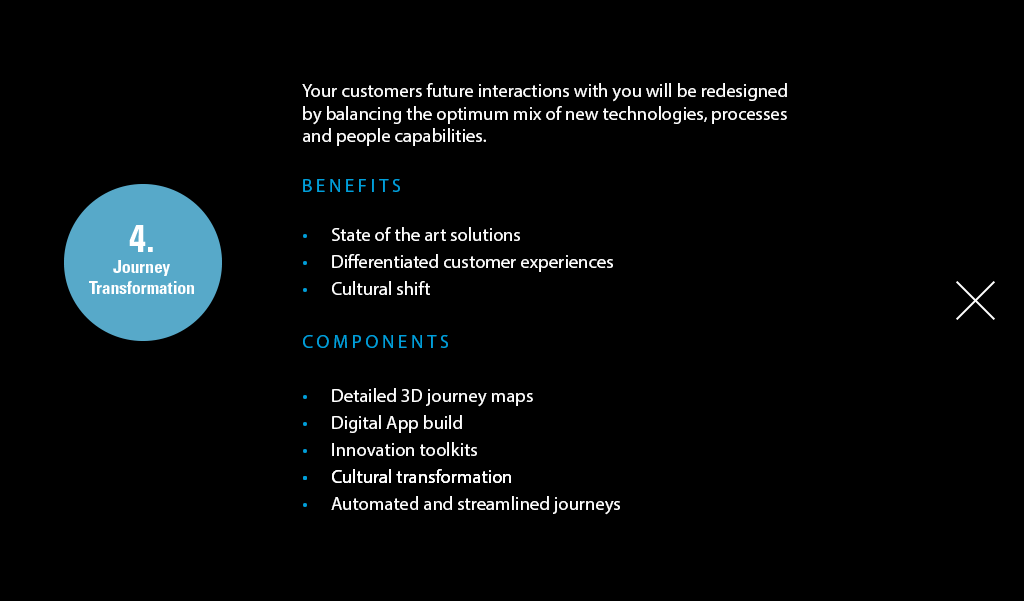 4.
Journey
Transformation
Your customers future interactions with you will be redesigned
by balancing the optimum mix of new technologies, processes
and people capabilities.
BENEFITS
• State of the art solutions
• Differentiated customer experiences
• Cultural shift
COMPONENTS
• Detailed 3D journey maps
• Digital App build
• Innovation toolkits
• Cultural transformation
• Automated and streamlined journeys